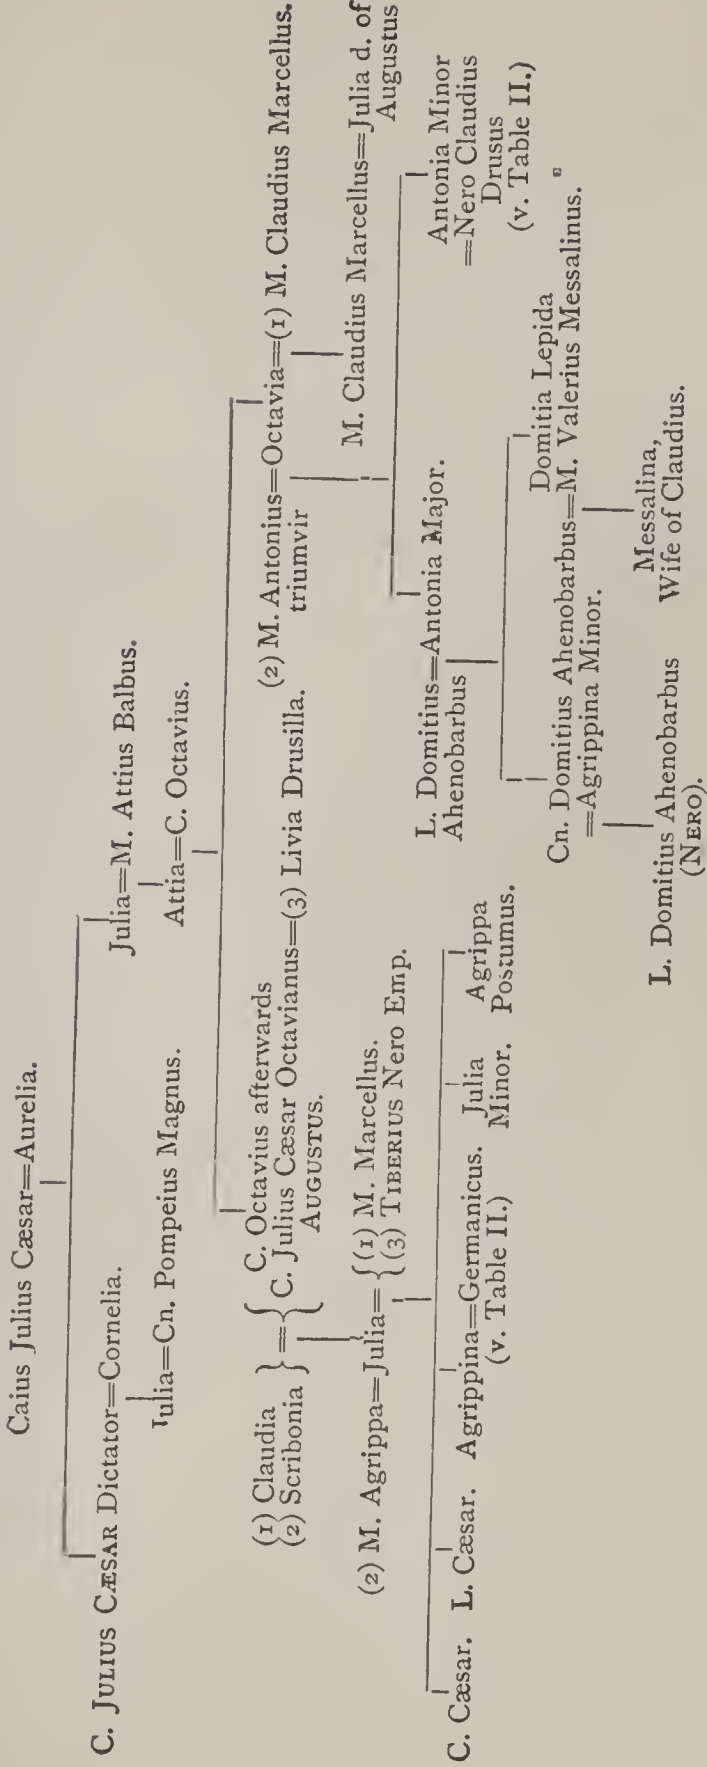 Caius Julius Cæsar=Aurelia.
C. JULIUS CÆSAR Dictator=Cornelia.
Julia=M. Attius Balbus.
Julia=Cn. Pompeius Magnus.
Attia=C. Octavius.
(1) Claudia
(2) Scribonia } = {
C. Octavius afterwards
C. Julius Cæsar Octavianus=(3) Livia Drusilla.
AUGUSTUS.
(2) M. Antonius=Octavia=(1) M. Claudius Marcellus.
triumvir
(2) M. Agrippa=Julia= { (1) M. Marcellus.
(3) TIBERIUS Nero Emp.
M. Claudius Marcellus=Julia d. of
Augustus
C. Cæsar. L. Cæsar. Agrippina=Germanicus.
(v. Table II.)
Julia
Minor.
Agrippa
Postumus.
L. Domitius=Antonia Major.
Ahenobarbus
Antonia Minor
=Nero Claudius
Drusus
(v. Table II.)
Domitia Lepida
Cn. Domitius Ahenobarbus=M. Valerius Messalinus.
=Agrippina Minor.
L. Domitius Ahenobarbus
(NERO).
Messalina,
Wife of Claudius.